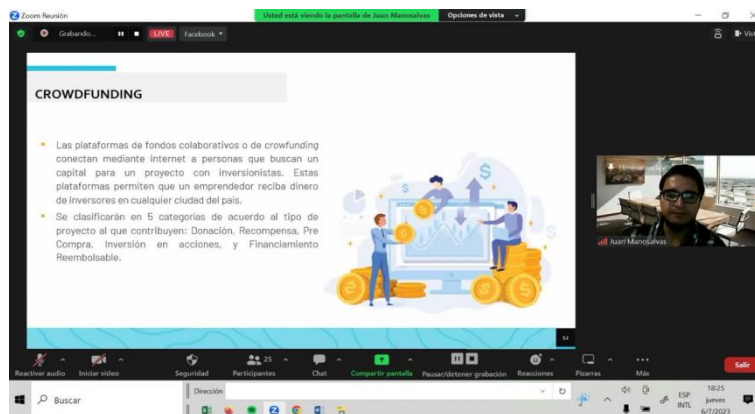 Zoom Reunión
Usted está viendo la pantalla de Juan Manosalvas
Opciones de vista
Grabando...
LIVE
Facebook
Vist
CROWDFUNDING
Las plataformas de fondos colaborativos o de crowdfunding
conectan mediante internet a personas que buscan un
capital para un proyecto con inversionistas. Estas
plataformas permiten que un emprendedor reciba dinero
de inversores en cualquier ciudad del país.
Se clasificarán en 5 categorías de acuerdo al tipo de
proyecto al que contribuyen: Donación, Recompensa, Pre
Compra, Inversión en acciones, y Financiamiento
Reembolsable.
12
Juan Manosalvas
Reactivar audio
Iniciar video
Seguridad
Participantes
25
Chat
Compartir pantalla
Pausar/detener grabación
Reacciones
Pizarras
Más
Salir
Buscar
Dirección
ESP
INTL
18:25
jueves
6/7/2023